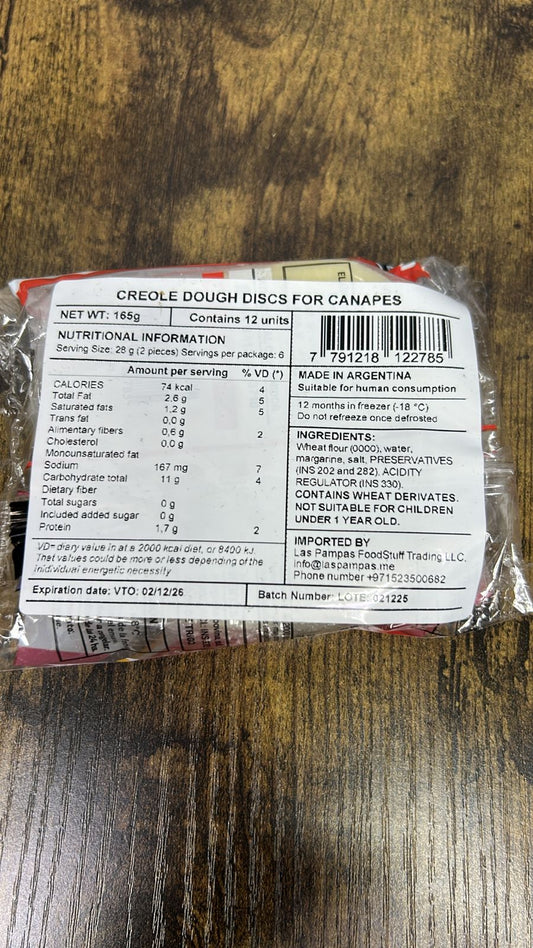 CREOLE DOUGH DISCS FOR CANAPES
NET WT: 165g
Contains 12 units
NUTRITIONAL INFORMATION
Serving Size: 28 g (2 pieces) Servings per package: 6
Amount per serving % VD (*)
CALORIES 74 kcal 4
Total Fat 2,6 g 5
Saturated fats 1,2 g 5
Trans fat 0,0 g
Alimentary fibers 0,6 g 2
Cholesterol 0,0 g
Monounsaturated fat
Sodium 167 mg 7
Carbohydrate total 11 g 4
Dietary fiber
Total sugars 0 g
Included added sugar 0 g
Protein 1,7 g 2
VD= diary value in at a 2000 kcal diet, or 8400 kJ.
That values could be more or less depending of the
individual energetic necessity
Expiration date: VTO: 02/12/26
Batch Number: LOTE: 021225
7 791218 122785
MADE IN ARGENTINA
Suitable for human consumption
12 months in freezer (-18 °C)
Do not refreeze once defrosted
INGREDIENTS:
Wheat flour (0000), water,
margarine, salt, PRESERVATIVES
(INS 202 and 282). ACIDITY
REGULATOR (INS 330).
CONTAINS WHEAT DERIVATES.
NOT SUITABLE FOR CHILDREN
UNDER 1 YEAR OLD.
IMPORTED BY
Las Pampas FoodStuff Trading LLC.
info@laspampas.me
Phone number +971523500682